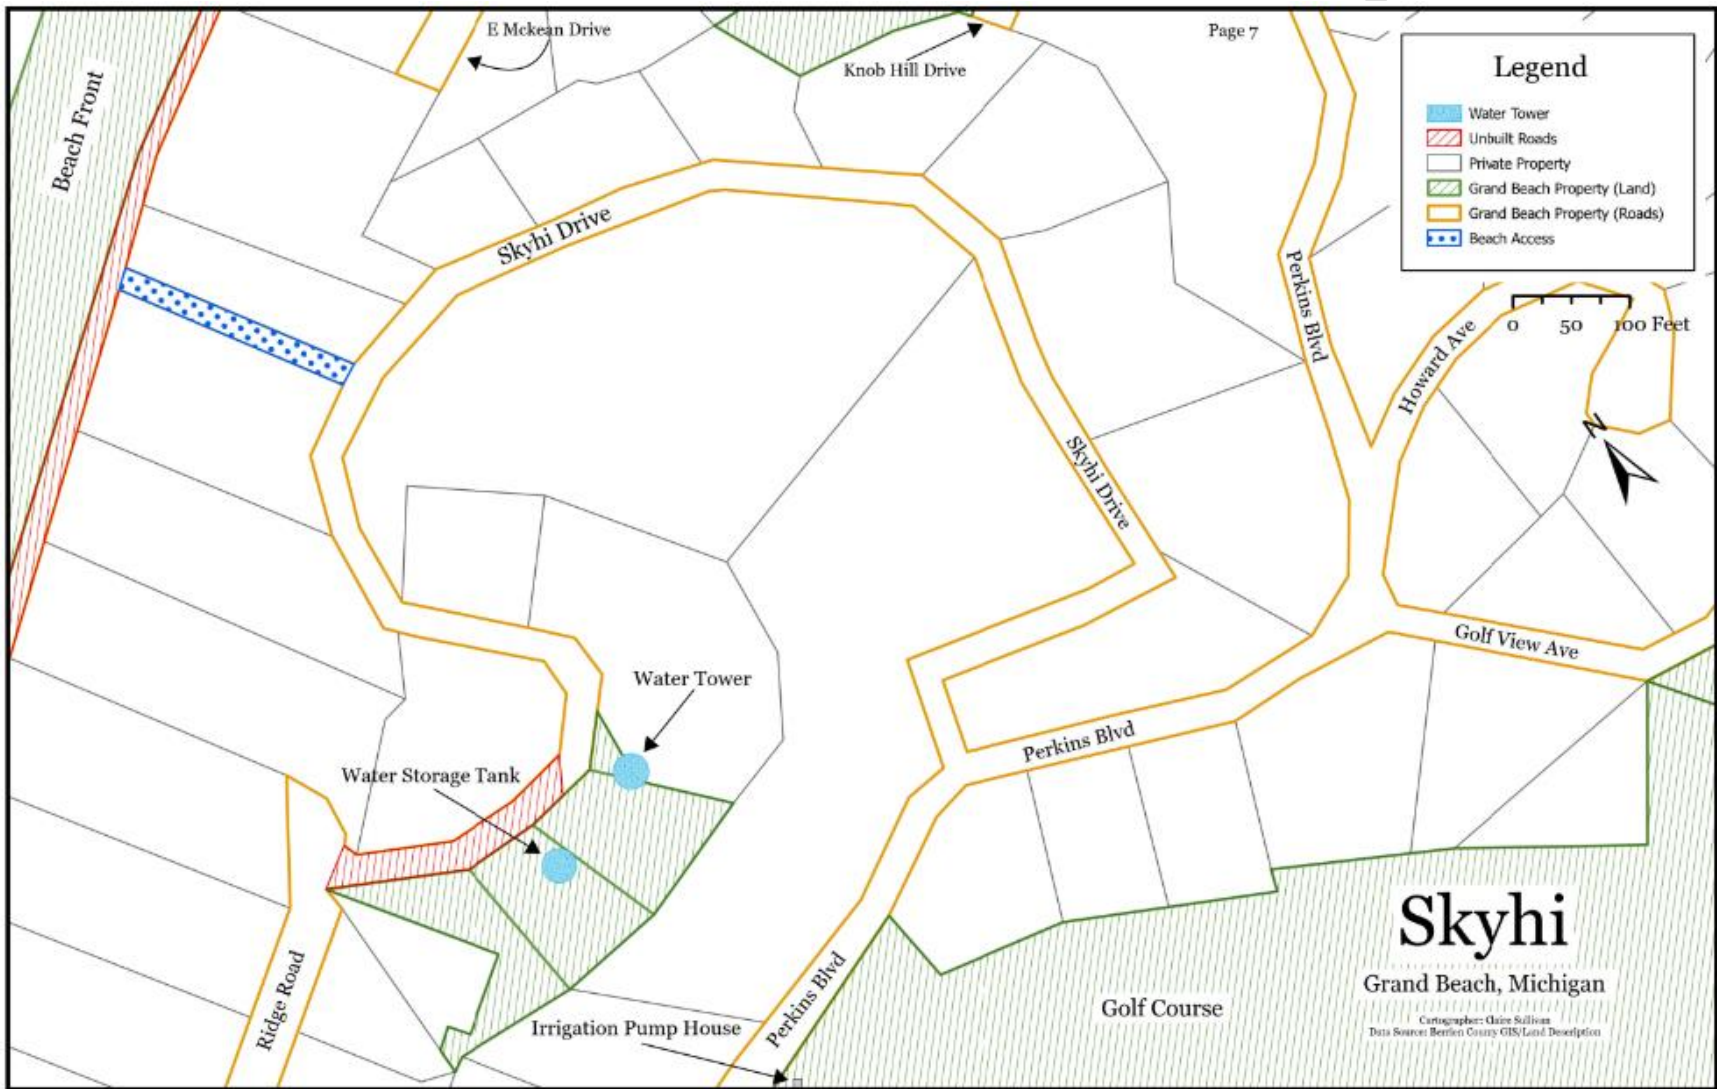 E Mckean Drive
Knob Hill Drive
Page 7
Beach Front
Legend
Water Tower
Unbuilt Roads
Private Property
Grand Beach Property (Land)
Grand Beach Property (Roads)
Beach Access
0 50 100 Feet
N
Skyhi Drive
Perkins Blvd
Howard Ave
Skyhi Drive
Golf View Ave
Water Tower
Perkins Blvd
Water Storage Tank
Ridge Road
Irrigation Pump House
Perkins Blvd
Golf Course
Skyhi
Grand Beach, Michigan
Cartographer: Claire Sullivan
Data Source: Berrien County GIS/Land Description